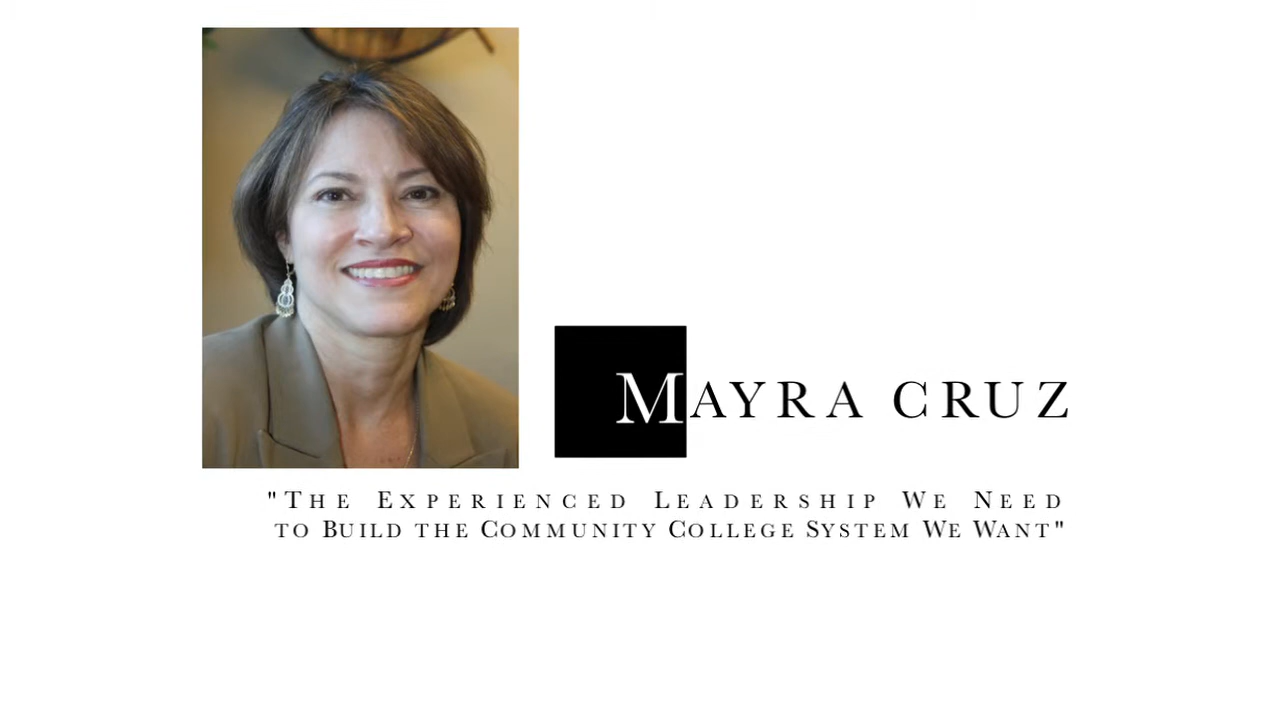 MAYRA CRUZ
"THE EXPERIENCED LEADERSHIP WE NEED
TO BUILD THE COMMUNITY COLLEGE SYSTEM WE WANT"